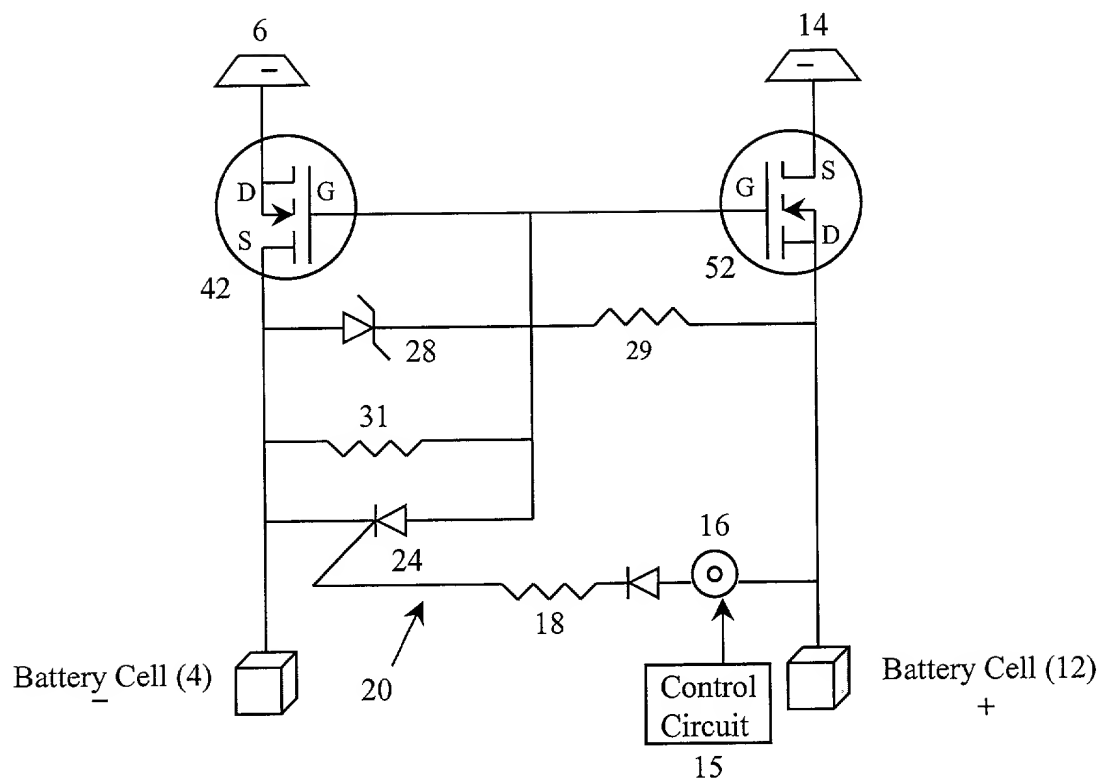 6
14
-
-
D
G
S
42
G
S
D
52
28
29
31
24
16
18
20
Battery Cell (4)
-
Control
Circuit
15
Battery Cell (12)
+